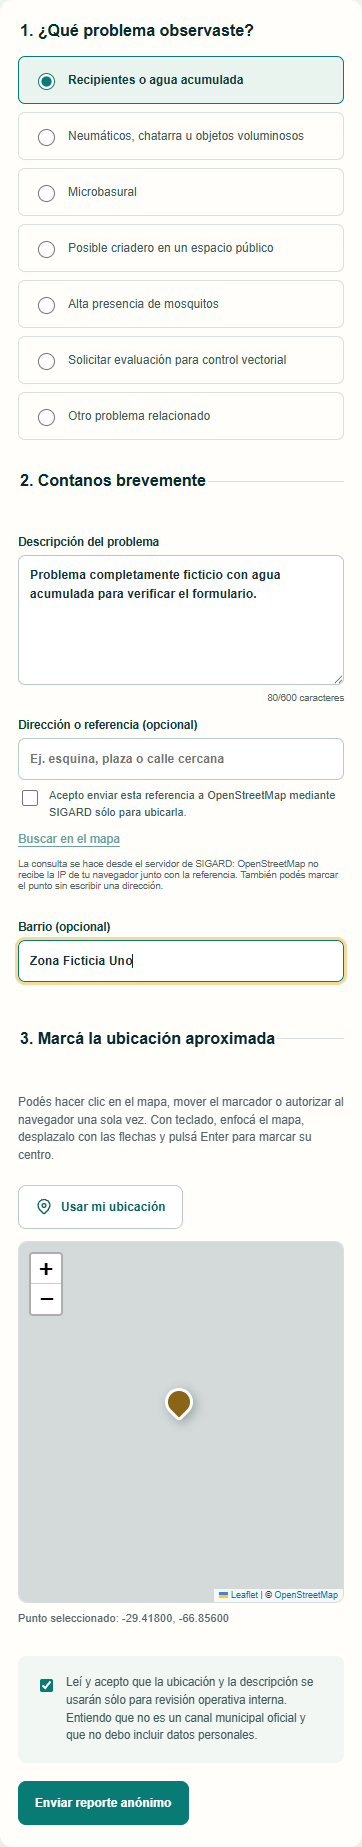 1. ¿Qué problema observaste?
Recipientes o agua acumulada
Neumáticos, chatarra u objetos voluminosos
Microbasural
Posible criadero en un espacio público
Alta presencia de mosquitos
Solicitar evaluación para control vectorial
Otro problema relacionado
2. Contanos brevemente
Descripción del problema
Problema completamente ficticio con agua
acumulada para verificar el formulario.
80/600 caracteres
Dirección o referencia (opcional)
Ej. esquina, plaza o calle cercana
Acepto enviar esta referencia a OpenStreetMap mediante
SIGARD sólo para ubicarla.
Buscar en el mapa
La consulta se hace desde el servidor de SIGARD: OpenStreetMap no
recibe la IP de tu navegador junto con la referencia. También podés marcar
el punto sin escribir una dirección.
Barrio (opcional)
Zona Ficticia Uno
3. Marcá la ubicación aproximada
Podés hacer clic en el mapa, mover el marcador o autorizar al
navegador una sola vez. Con teclado, enfocá el mapa,
desplazalo con las flechas y pulsá Enter para marcar su
centro.
Usar mi ubicación
+
−
Leaflet | © OpenStreetMap
Punto seleccionado: -29.41800, -66.85600
Leí y acepto que la ubicación y la descripción se
usarán sólo para revisión operativa interna.
Entiendo que no es un canal municipal oficial y
que no debo incluir datos personales.
Enviar reporte anónimo